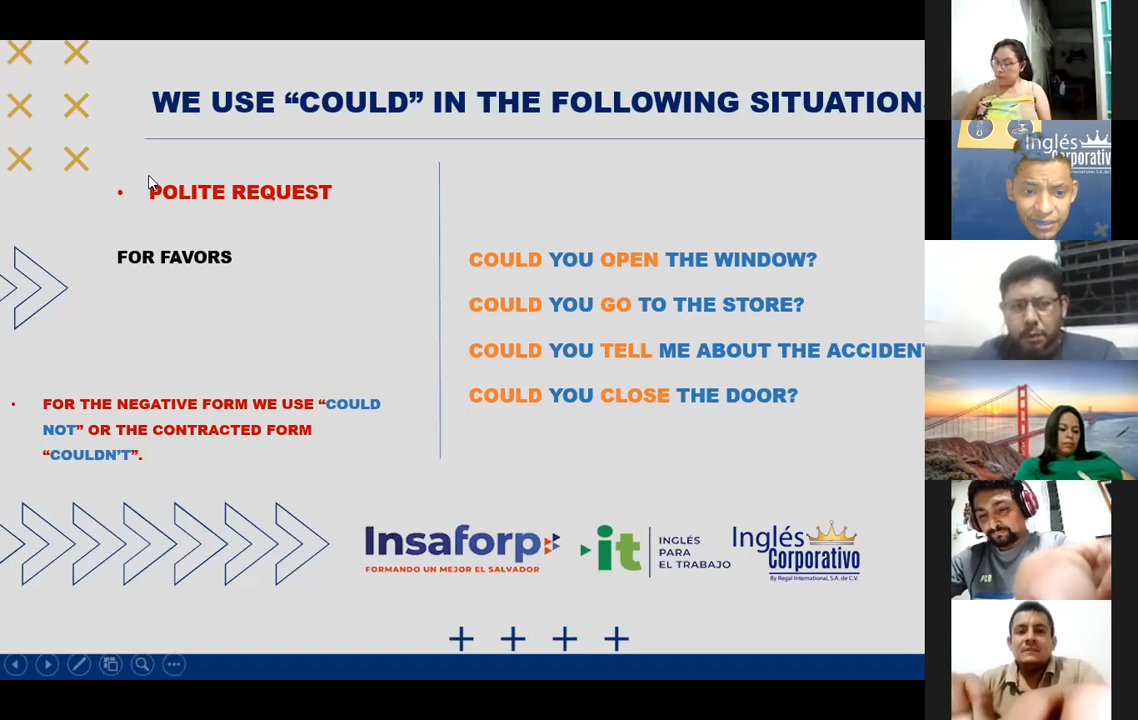 WE USE “COULD” IN THE FOLLOWING SITUATION
• POLITE REQUEST
FOR FAVORS
COULD YOU OPEN THE WINDOW?
COULD YOU GO TO THE STORE?
COULD YOU TELL ME ABOUT THE ACCIDENT
COULD YOU CLOSE THE DOOR?
• FOR THE NEGATIVE FORM WE USE “COULD
NOT” OR THE CONTRACTED FORM
“COULDN’T”.
Insaforp
FORMANDO UN MEJOR EL SALVADOR
it
INGLÉS
PARA
EL TRABAJO
Inglés
Corporativo
By Regal International, S.A. de C.V.
Inglés
Corporativ